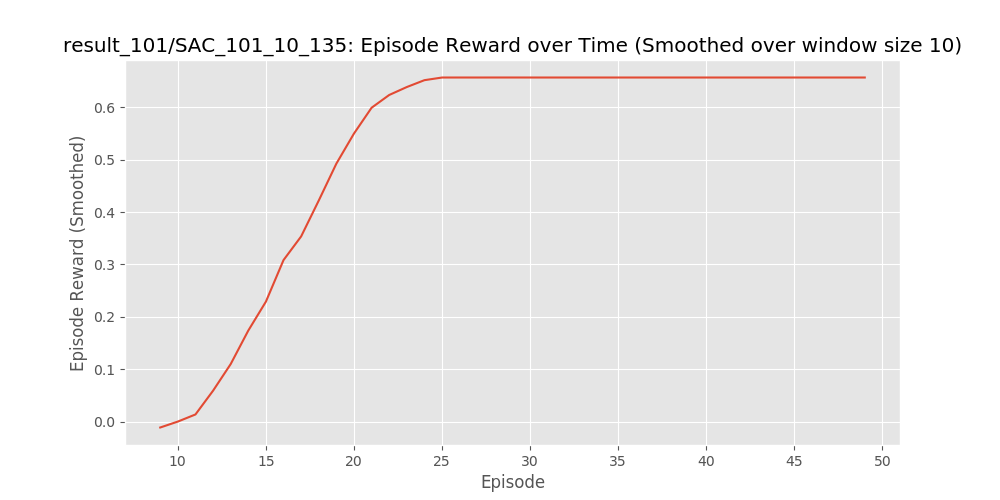 result_101/SAC_101_10_135: Episode Reward over Time (Smoothed over window size 10)
Episode Reward (Smoothed)
0.6
0.5
0.4
0.3
0.2
0.1
0.0
10 15 20 25 30 35 40 45 50
Episode